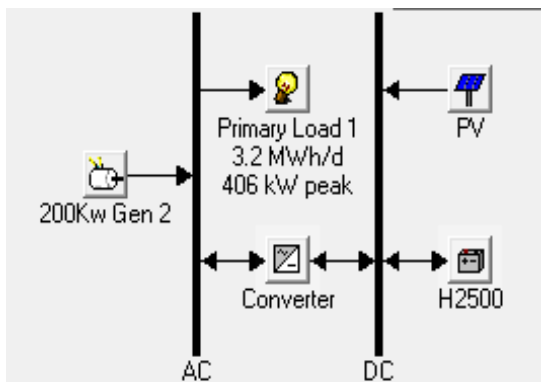 Primary Load 1
3.2 MWh/d
406 kW peak
PV
200Kw Gen 2
Converter
H2500
AC
DC